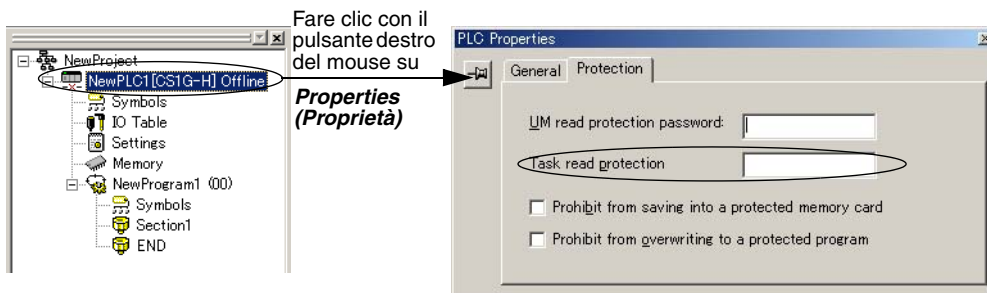 NewProject
NewPLC1[CS1G-H] Offline
Symbols
IO Table
Settings
Memory
NewProgram1 (00)
Symbols
Section1
END
Fare clic con il
pulsante destro
del mouse su
Properties
(Proprietà)
PLC Properties
General Protection
UM read protection password:
Task read protection
Prohibit from saving into a protected memory card
Prohibit from overwriting to a protected program